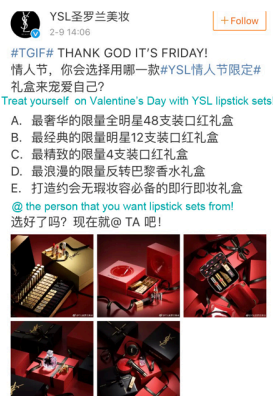 YSL圣罗兰美妆
+ Follow
2-9 14:06
#TGIF# THANK GOD IT'S FRIDAY!
情人节，你会选择用哪一款#YSL情人节限定#
Treat yourself on Valentine's Day with YSL lipstick sets!
礼盒来宠爱自己？
A. 最奢华的限量全明星48支装口红礼盒
B. 最经典的限量明星12支装口红礼盒
C. 最精致的限量4支装口红礼盒
D. 最浪漫的限量反转巴黎香水礼盒
E. 打造约会无瑕妆容必备的即行即妆礼盒
@ the person that you want lipstick sets from!
选好了吗？现在就@ TA 吧！